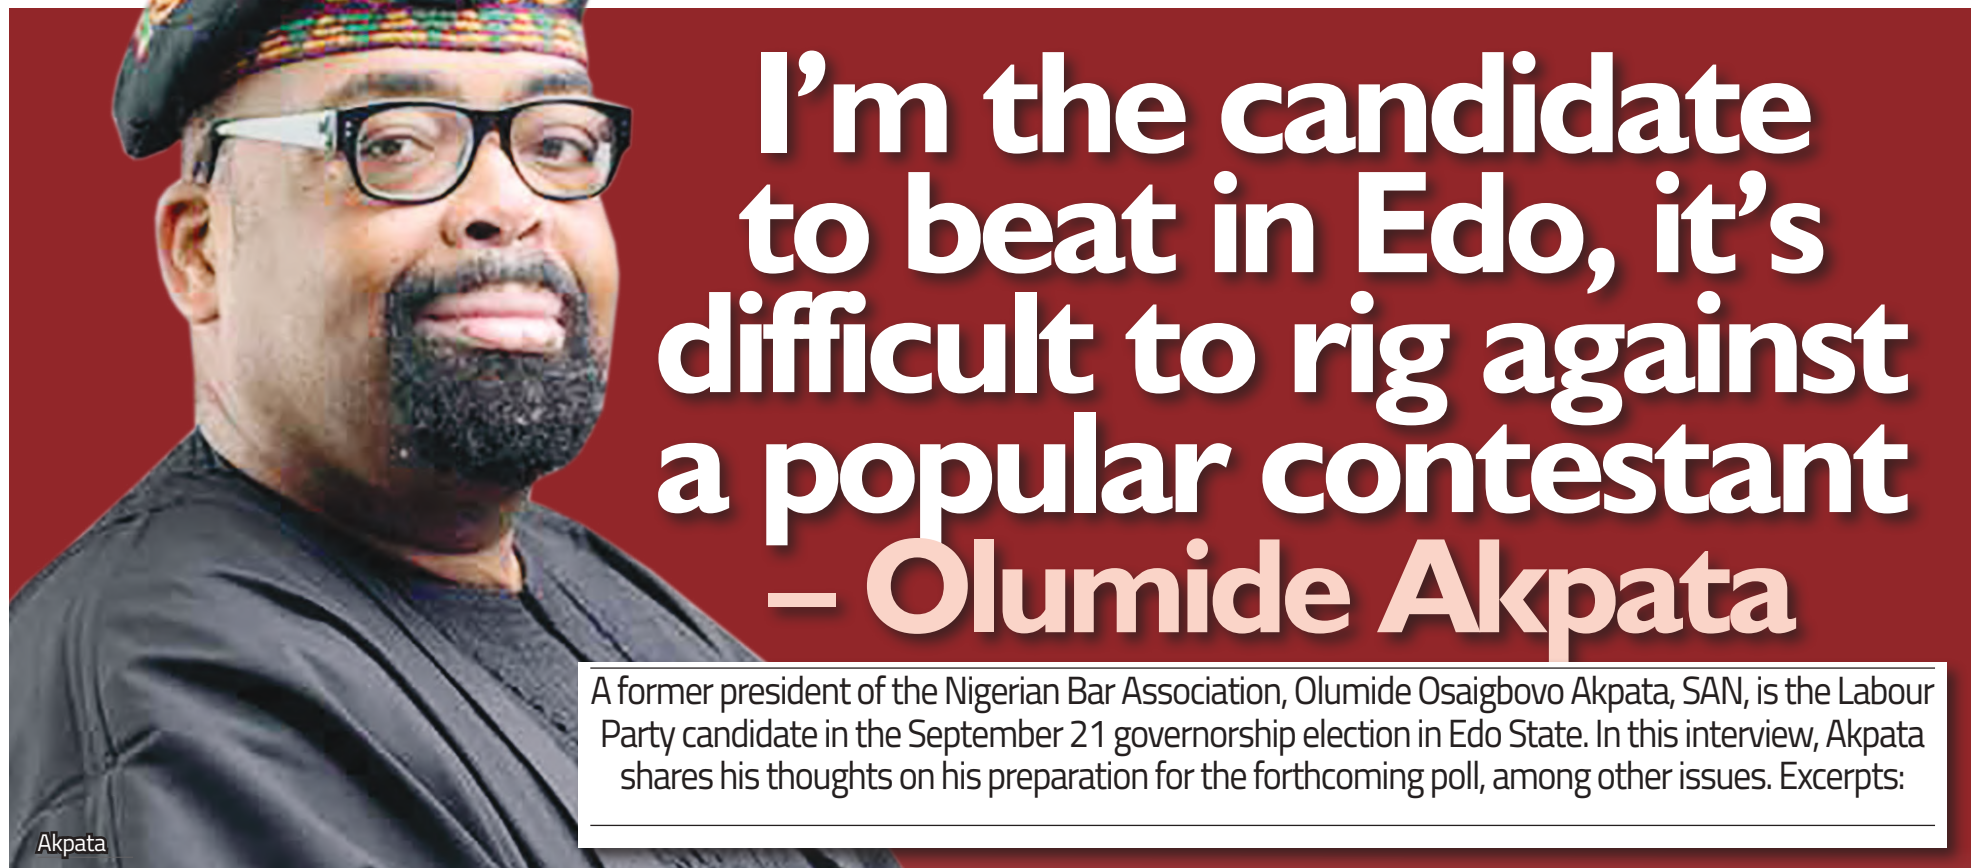 I’m the candidate
to beat in Edo, it’s
difficult to rig against
a popular contestant
– Olumide Akpata
A former president of the Nigerian Bar Association, Olumide Osaigbovo Akpata, SAN, is the Labour
Party candidate in the September 21 governorship election in Edo State. In this interview, Akpata
shares his thoughts on his preparation for the forthcoming poll, among other issues. Excerpts:
Akpata